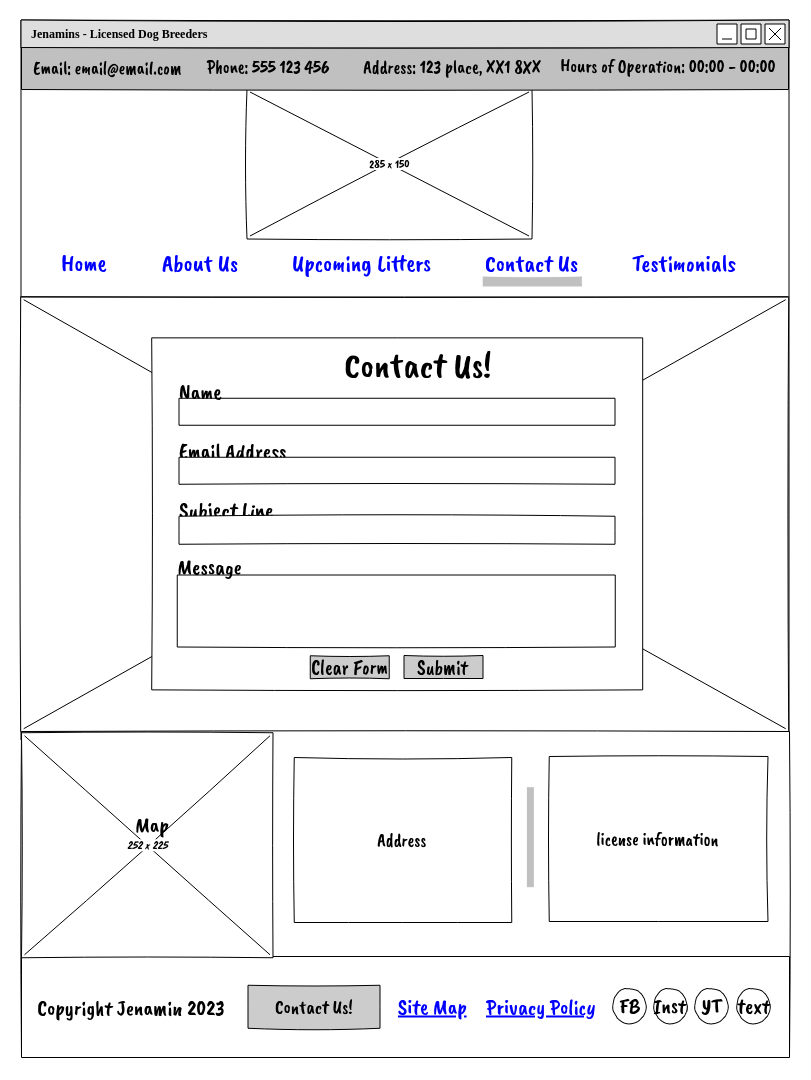 Jenamins - Licensed Dog Breeders
Email: email@email.com Phone: 555 123 456 Address: 123 place, XX1 8XX Hours of Operation: 00:00 - 00:00
285 x 150
Home About Us Upcoming Litters Contact Us Testimonials
Contact Us!
Name
Email Address
Subject Line
Message
Clear Form Submit
Map
252 x 225
Address
license information
Copyright Jenamin 2023 Contact Us! Site Map Privacy Policy FB Inst YT text